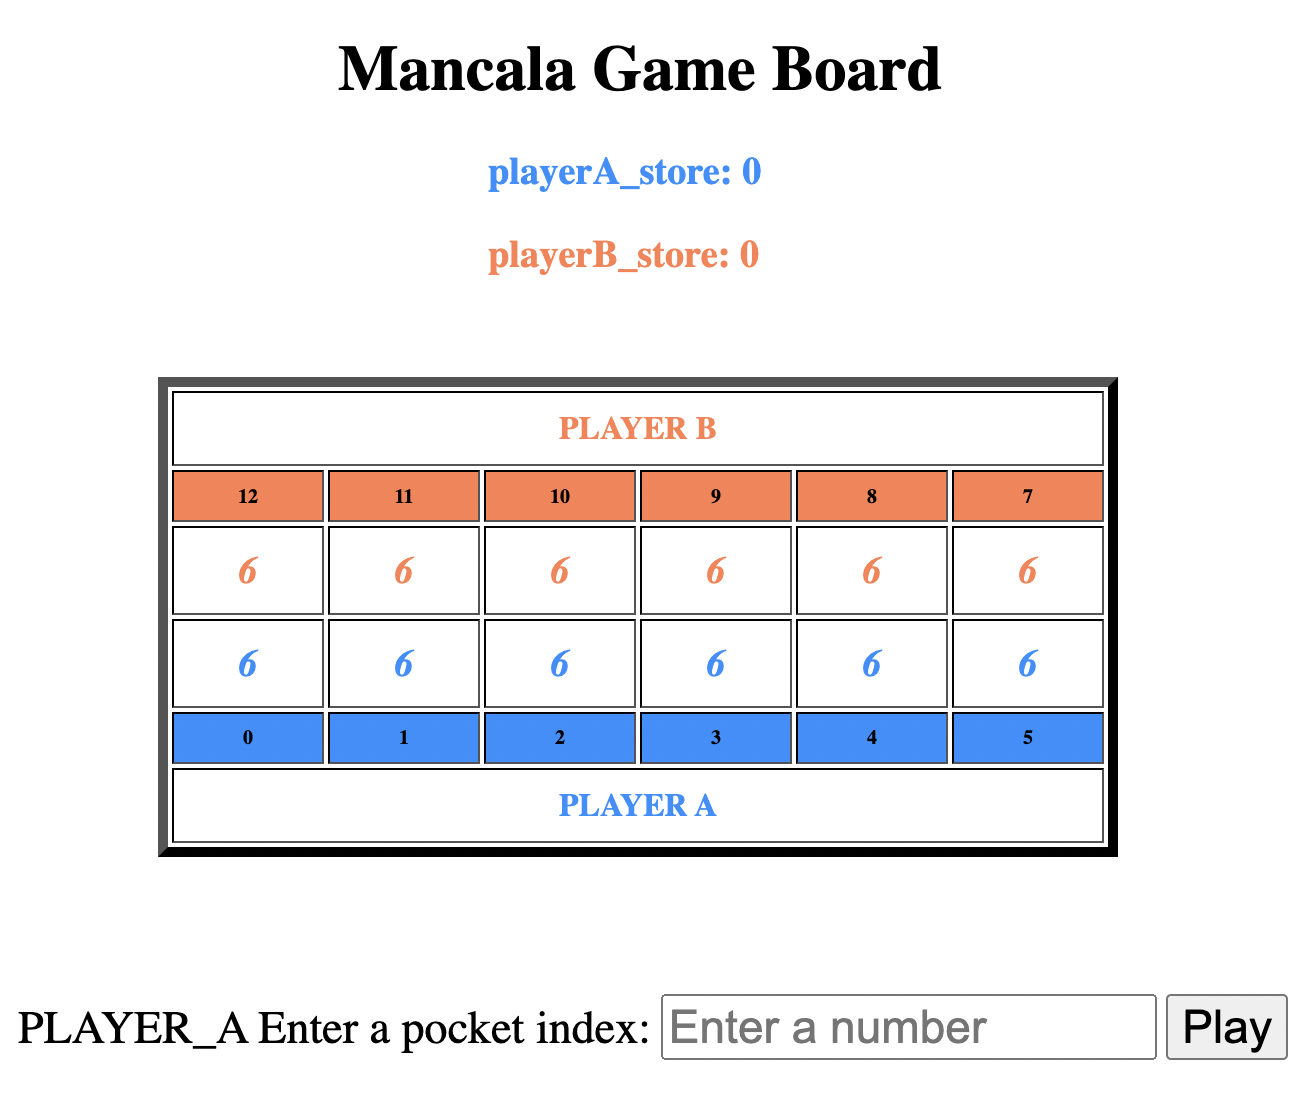 Mancala Game Board
playerA_store: 0
playerB_store: 0
PLAYER B
12 11 10 9 8 7
6 6 6 6 6 6
6 6 6 6 6 6
0 1 2 3 4 5
PLAYER A
PLAYER_A Enter a pocket index: Enter a number Play